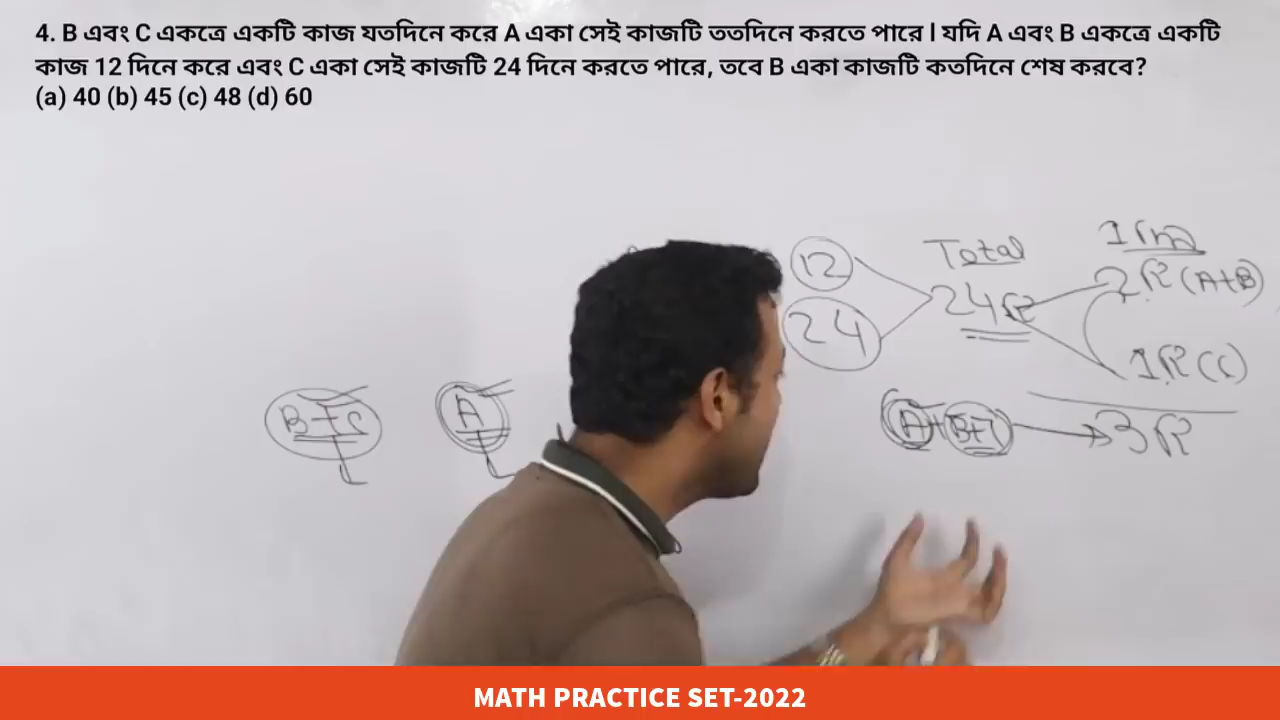 4. B এবং C একত্রে একটি কাজ যতদিনে করে A একা সেই কাজটি ততদিনে করতে পারে l যদি A এবং B একত্রে একটি
কাজ 12 দিনে করে এবং C একা সেই কাজটি 24 দিনে করতে পারে, তবে B একা কাজটি কতদিনে শেষ করবে?
(a) 40 (b) 45 (c) 48 (d) 60
12
Total
24
24
(A+B)
1
(C)
B+C
A
(A+B+C)
3
MATH PRACTICE SET-2022